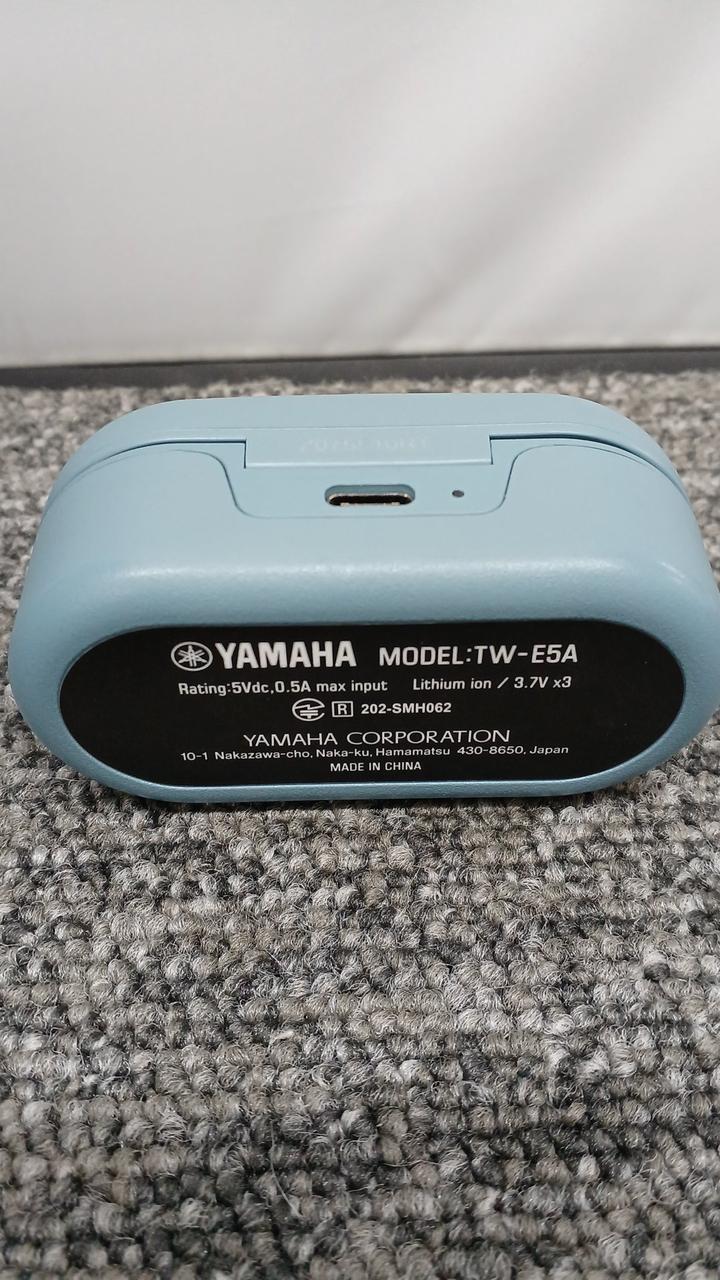 YAMAHA MODEL:TW-E5A
Rating:5Vdc,0.5A max input Lithium ion / 3.7V x3
R 202-SMH062
YAMAHA CORPORATION
10-1 Nakazawa-cho, Naka-ku, Hamamatsu 430-8650, Japan
MADE IN CHINA